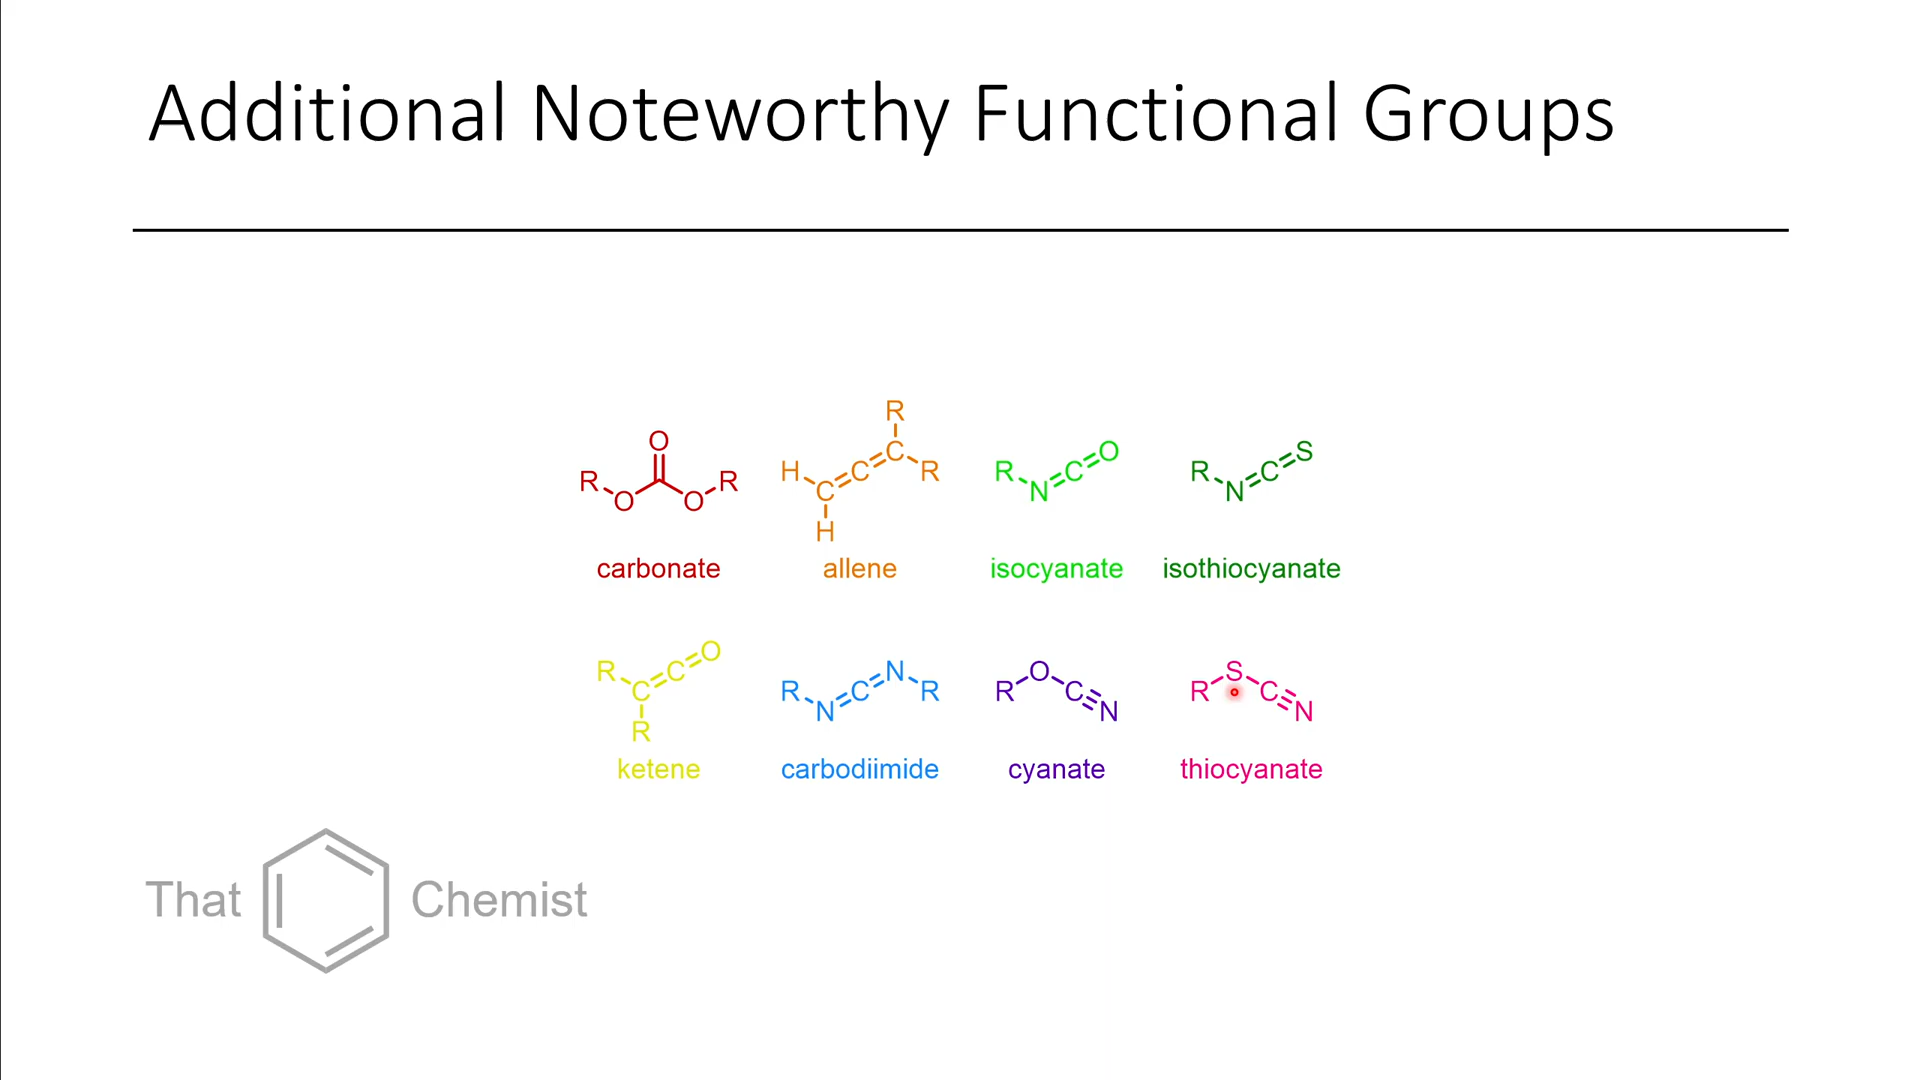 Additional Noteworthy Functional Groups
R
O H C R S
R R C R C O R C
O O C N N
H
carbonate allene isocyanate isothiocyanate
O N O S
R C R C R R C R C
C N N N
R
ketene carbodiimide cyanate thiocyanate
That Chemist